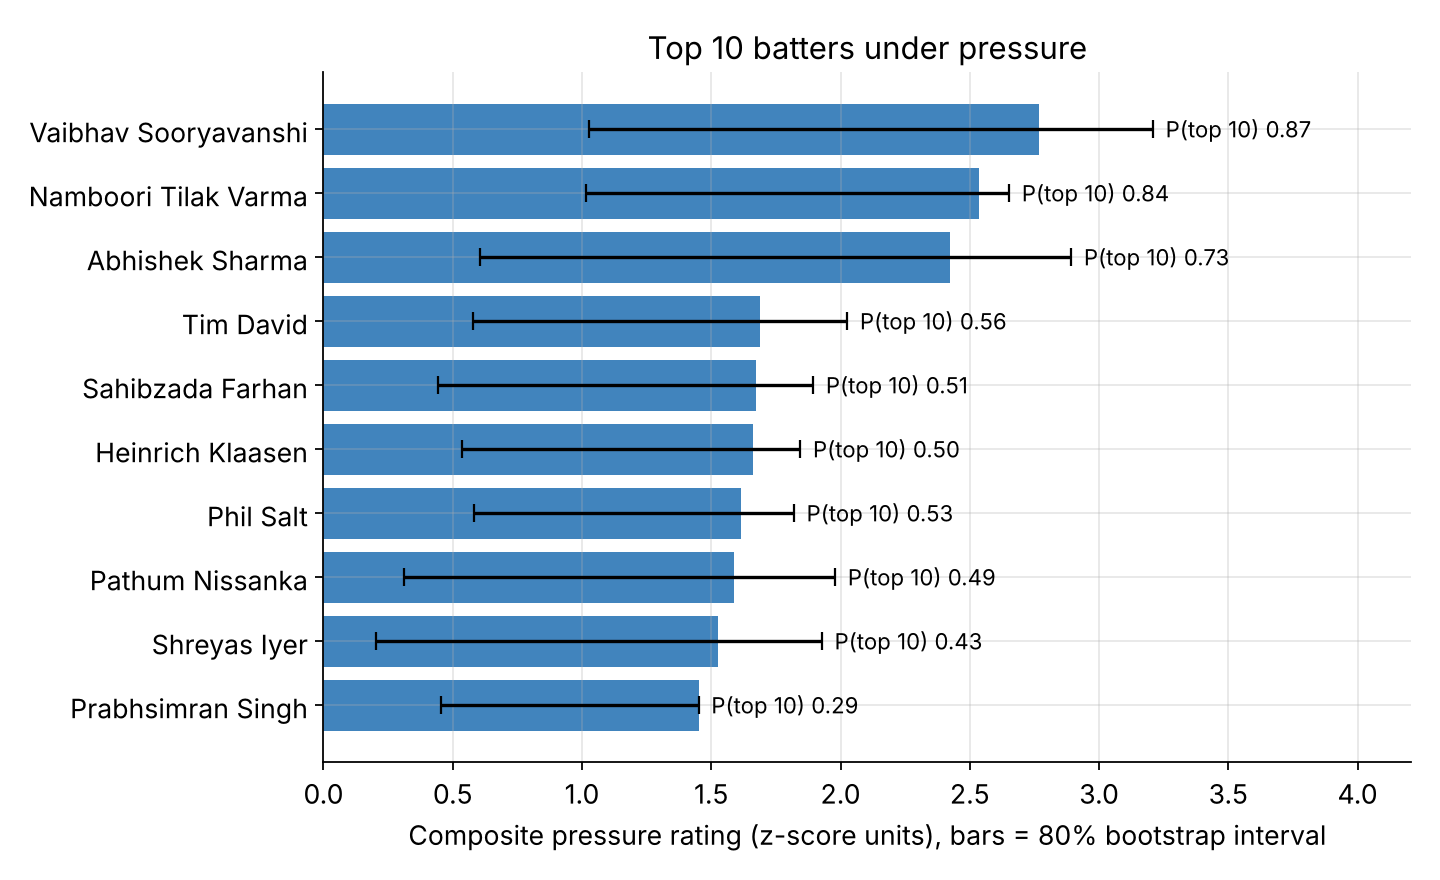 Top 10 batters under pressure
Vaibhav Sooryavanshi P(top 10) 0.87
Namboori Tilak Varma P(top 10) 0.84
Abhishek Sharma P(top 10) 0.73
Tim David P(top 10) 0.56
Sahibzada Farhan P(top 10) 0.51
Heinrich Klaasen P(top 10) 0.50
Phil Salt P(top 10) 0.53
Pathum Nissanka P(top 10) 0.49
Shreyas Iyer P(top 10) 0.43
Prabhsimran Singh P(top 10) 0.29
0.0 0.5 1.0 1.5 2.0 2.5 3.0 3.5 4.0
Composite pressure rating (z-score units), bars = 80% bootstrap interval